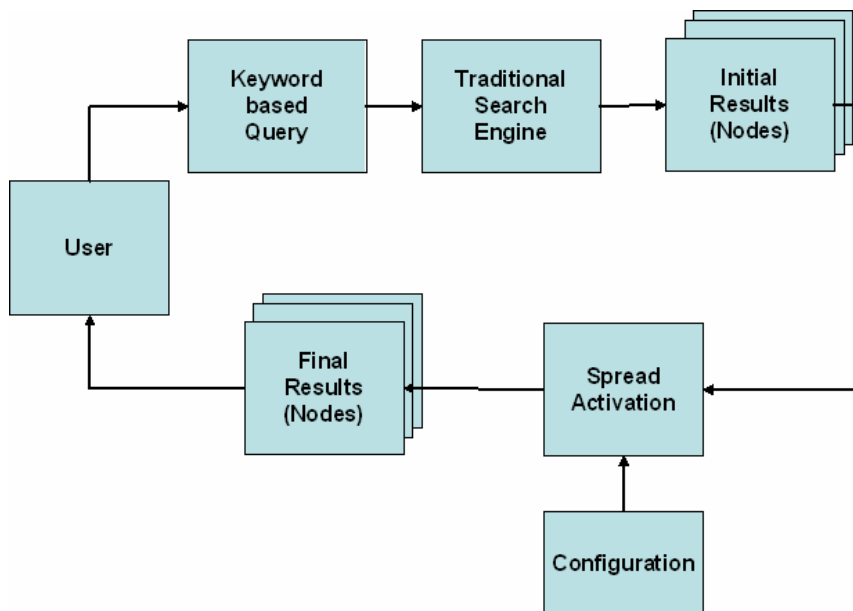 Keyword
based
Query
Traditional
Search
Engine
Initial
Results
(Nodes)
User
Final
Results
(Nodes)
Spread
Activation
Configuration